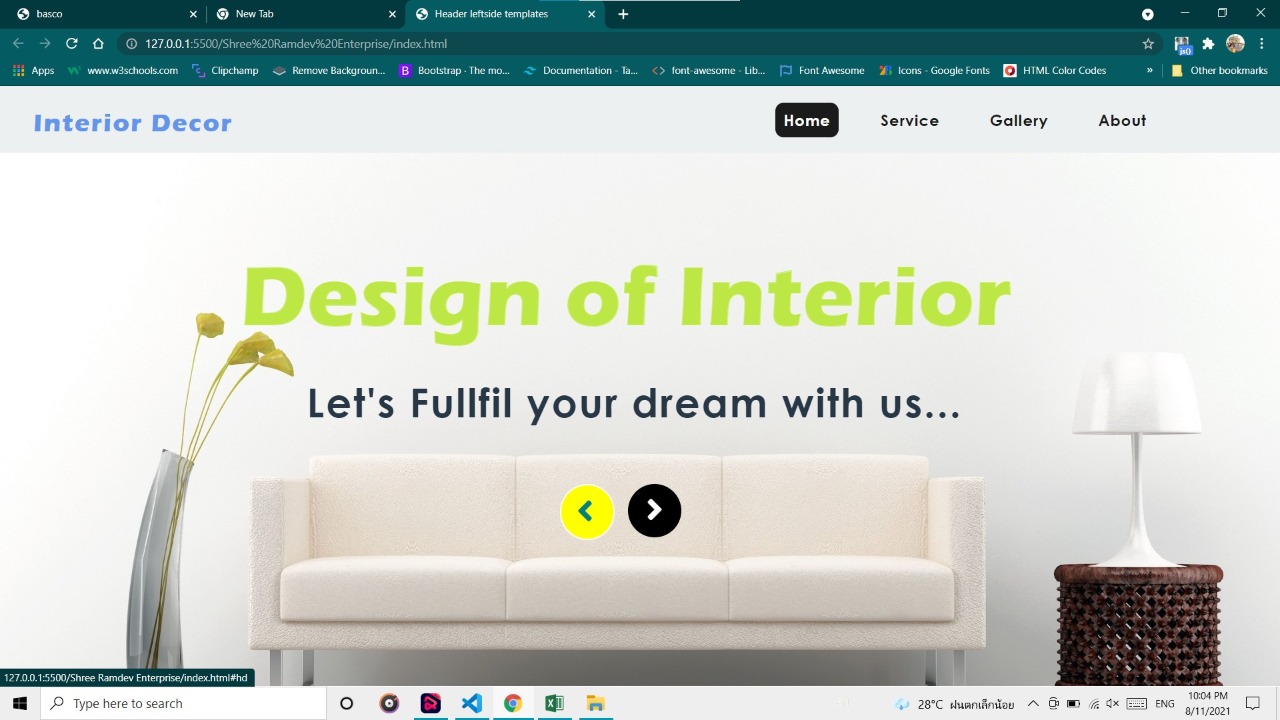 basco
New Tab
Header leftside templates
127.0.0.1:5500/Shree%20Ramdev%20Enterprise/index.html
Apps
www.w3schools.com
Clipchamp
Remove Backgroun...
Bootstrap · The mo...
Documentation - Ta...
font-awesome - Lib...
Font Awesome
Icons - Google Fonts
HTML Color Codes
»
Other bookmarks
Interior Decor
Home
Service
Gallery
About
Design of Interior
Let's Fullfil your dream with us...
127.0.0.1:5500/Shree Ramdev Enterprise/index.html#hd
Type here to search
28°C ฝนตกเล็กน้อย
ENG
10:04 PM
8/11/2021